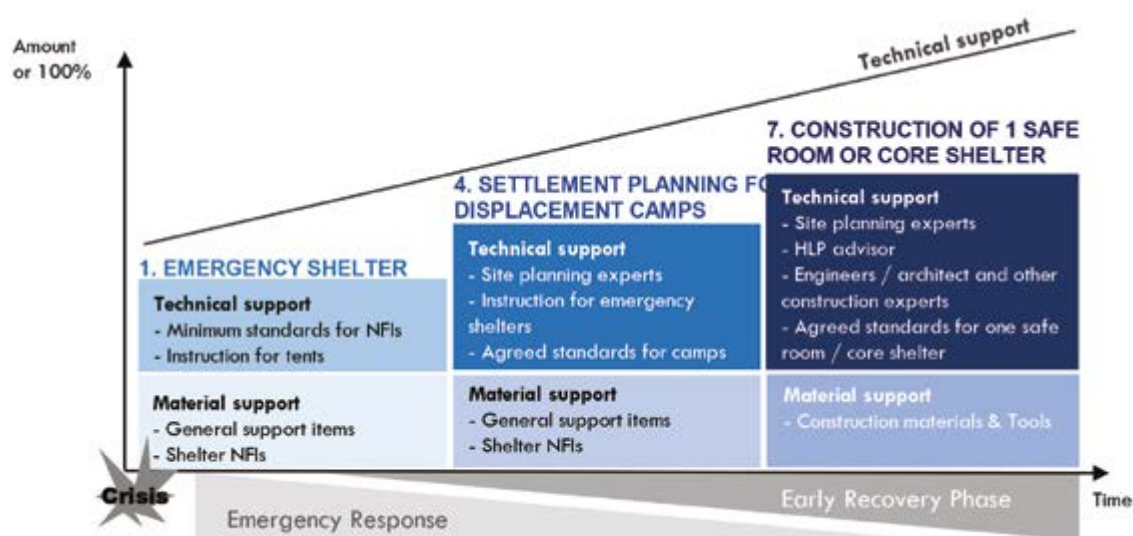 Amount
or 100%
Technical support
7. CONSTRUCTION OF 1 SAFE
ROOM OR CORE SHELTER
4. SETTLEMENT PLANNING FO
DISPLACEMENT CAMPS
1. EMERGENCY SHELTER
Technical support
- Minimum standards for NFIs
- Instruction for tents
Material support
- General support items
- Shelter NFIs
Technical support
- Site planning experts
- Instruction for emergency
shelters
- Agreed standards for camps
Material support
- General support items
- Shelter NFIs
Technical support
- Site planning experts
- HLP advisor
- Engineers / architect and other
construction experts
- Agreed standards for one safe
room / core shelter
Material support
- Construction materials & Tools
Crisis
Time
Emergency Response
Early Recovery Phase